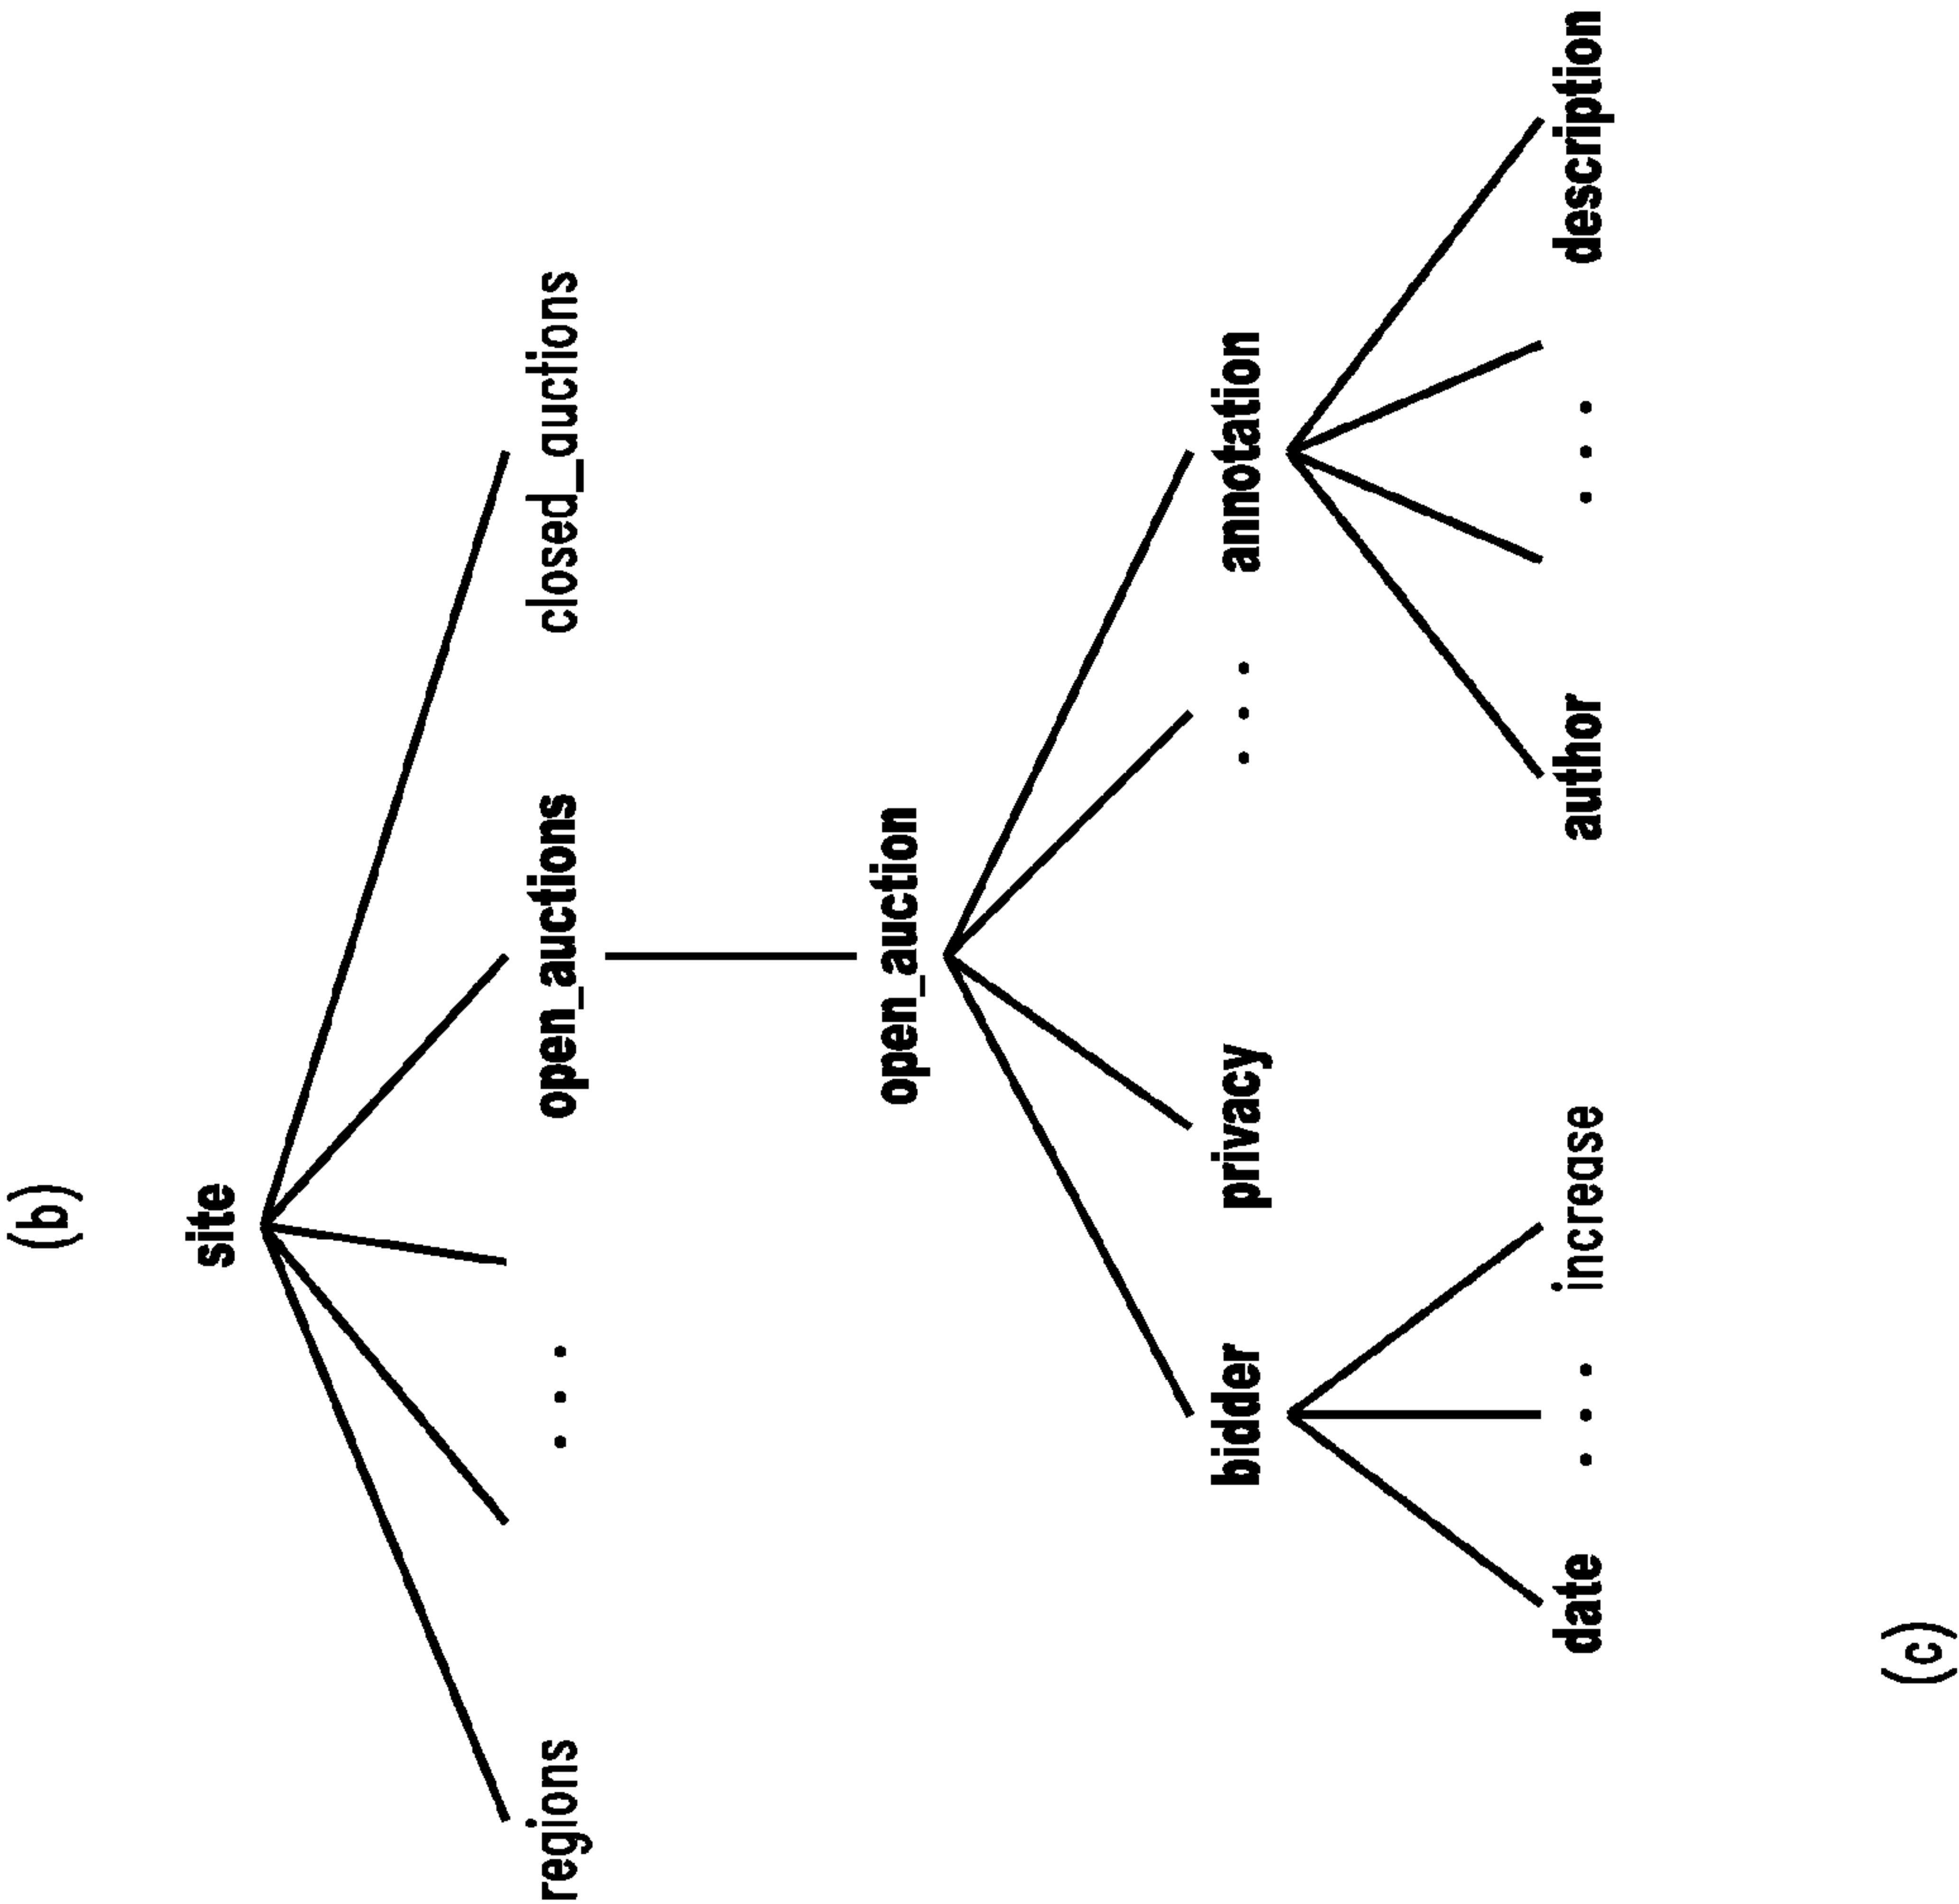 (b)
site
regions . . . open_auctions closed_auctions
open_auction
bidder privacy . . . annotation
date . . . increase author . . . description
(c)